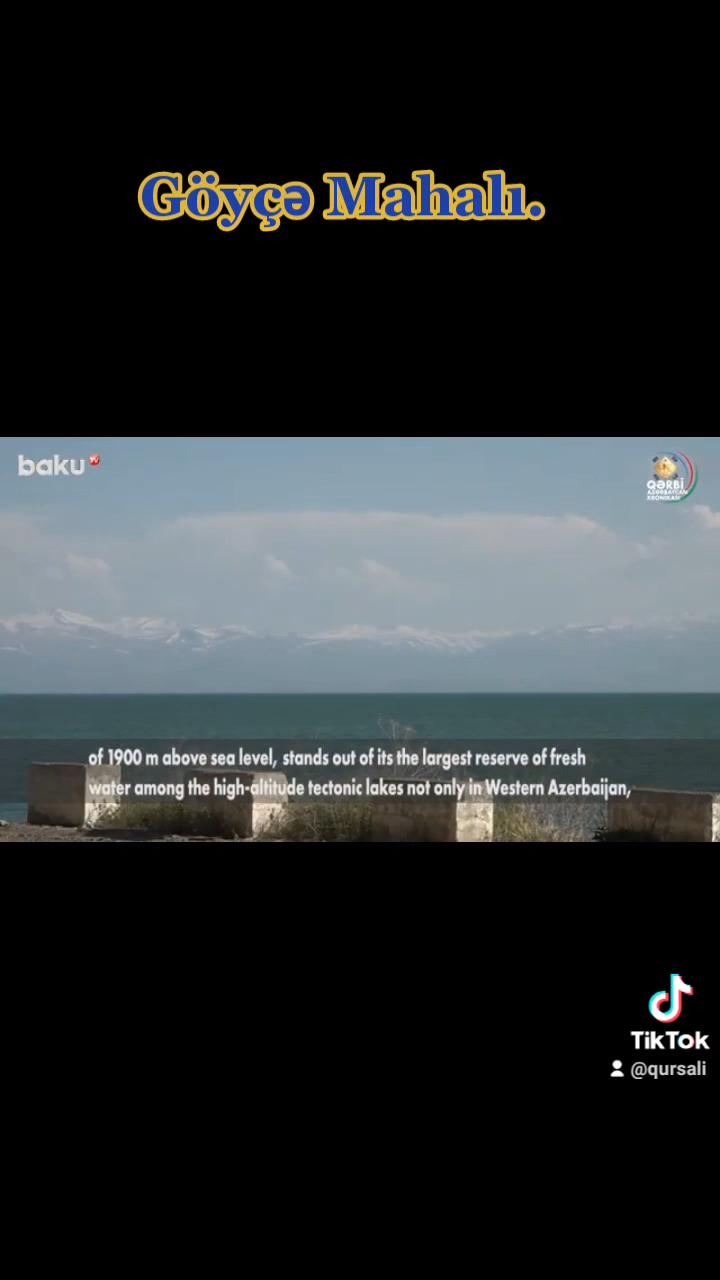 Göyçə Mahalı.
baku TV
QƏRBİ
AZƏRBAYCAN
XRONİKASI
of 1900 m above sea level, stands out of its the largest reserve of fresh
water among the high-altitude tectonic lakes not only in Western Azerbaijan,
TikTok
@qursali